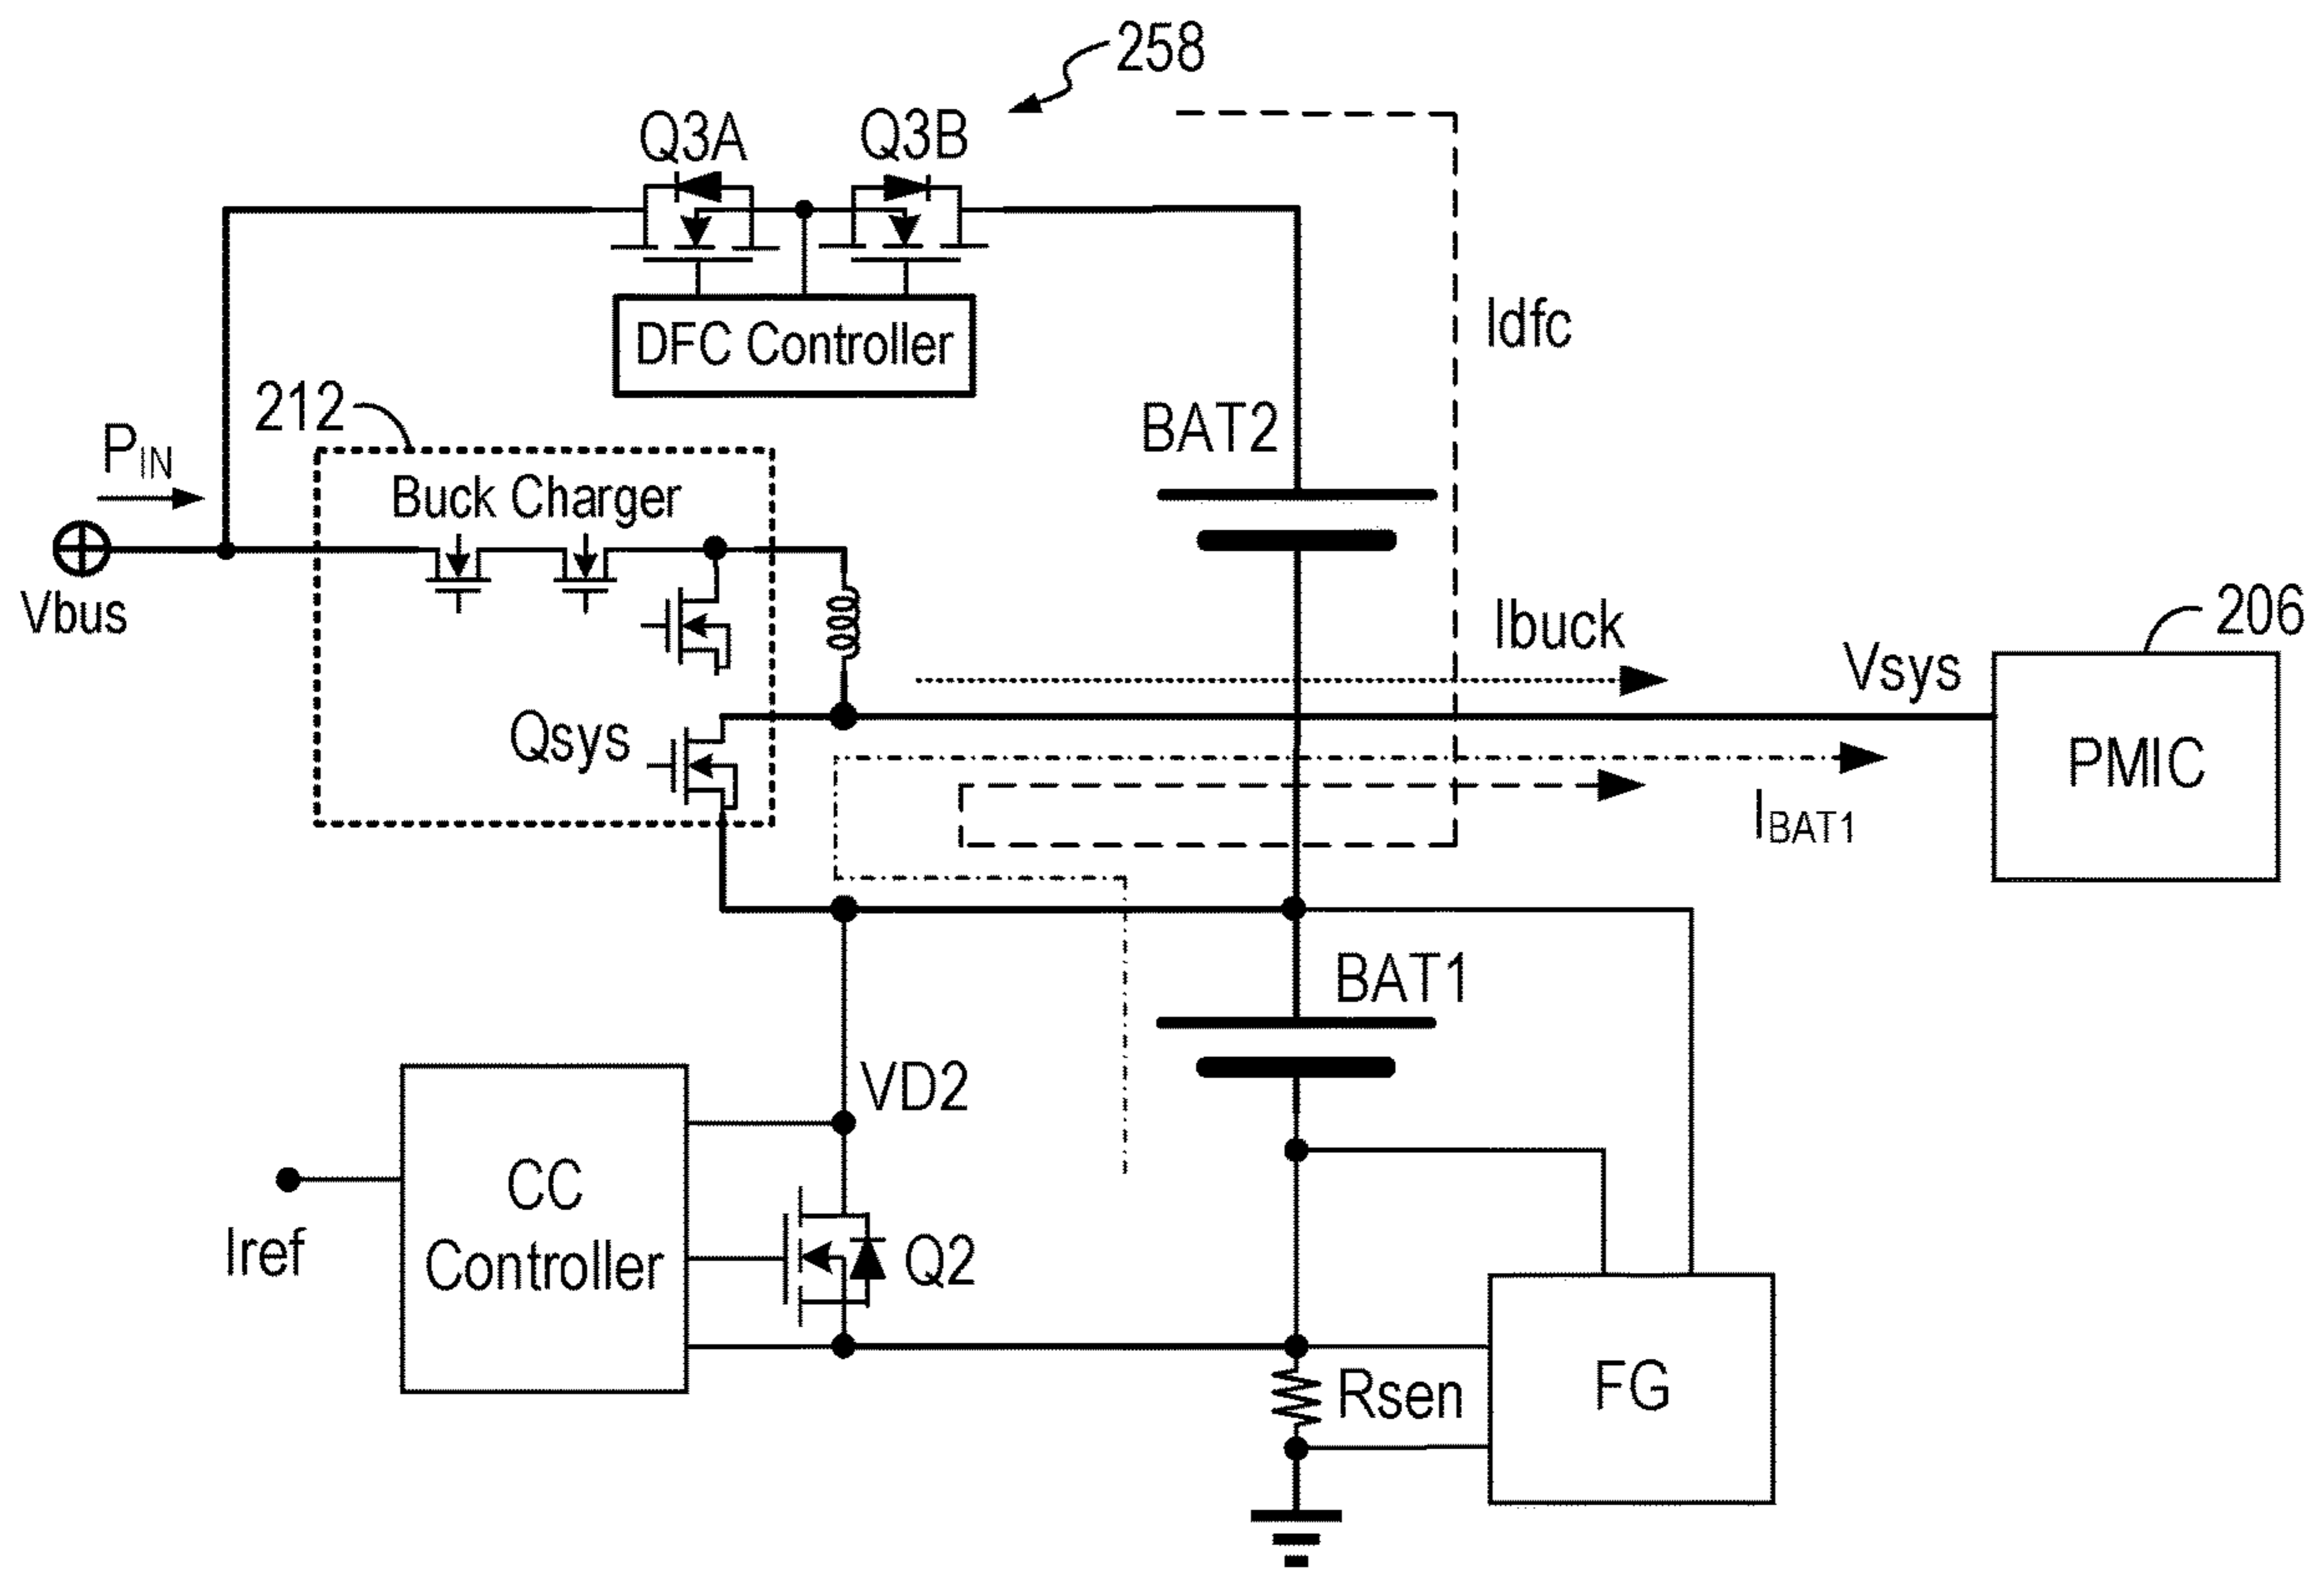 258
Q3A
Q3B
DFC Controller
Idfc
212
PIN
Buck Charger
BAT2
Vbus
Ibuck
206
Vsys
Qsys
PMIC
IBAT1
BAT1
VD2
CC
Controller
Iref
Q2
Rsen
FG